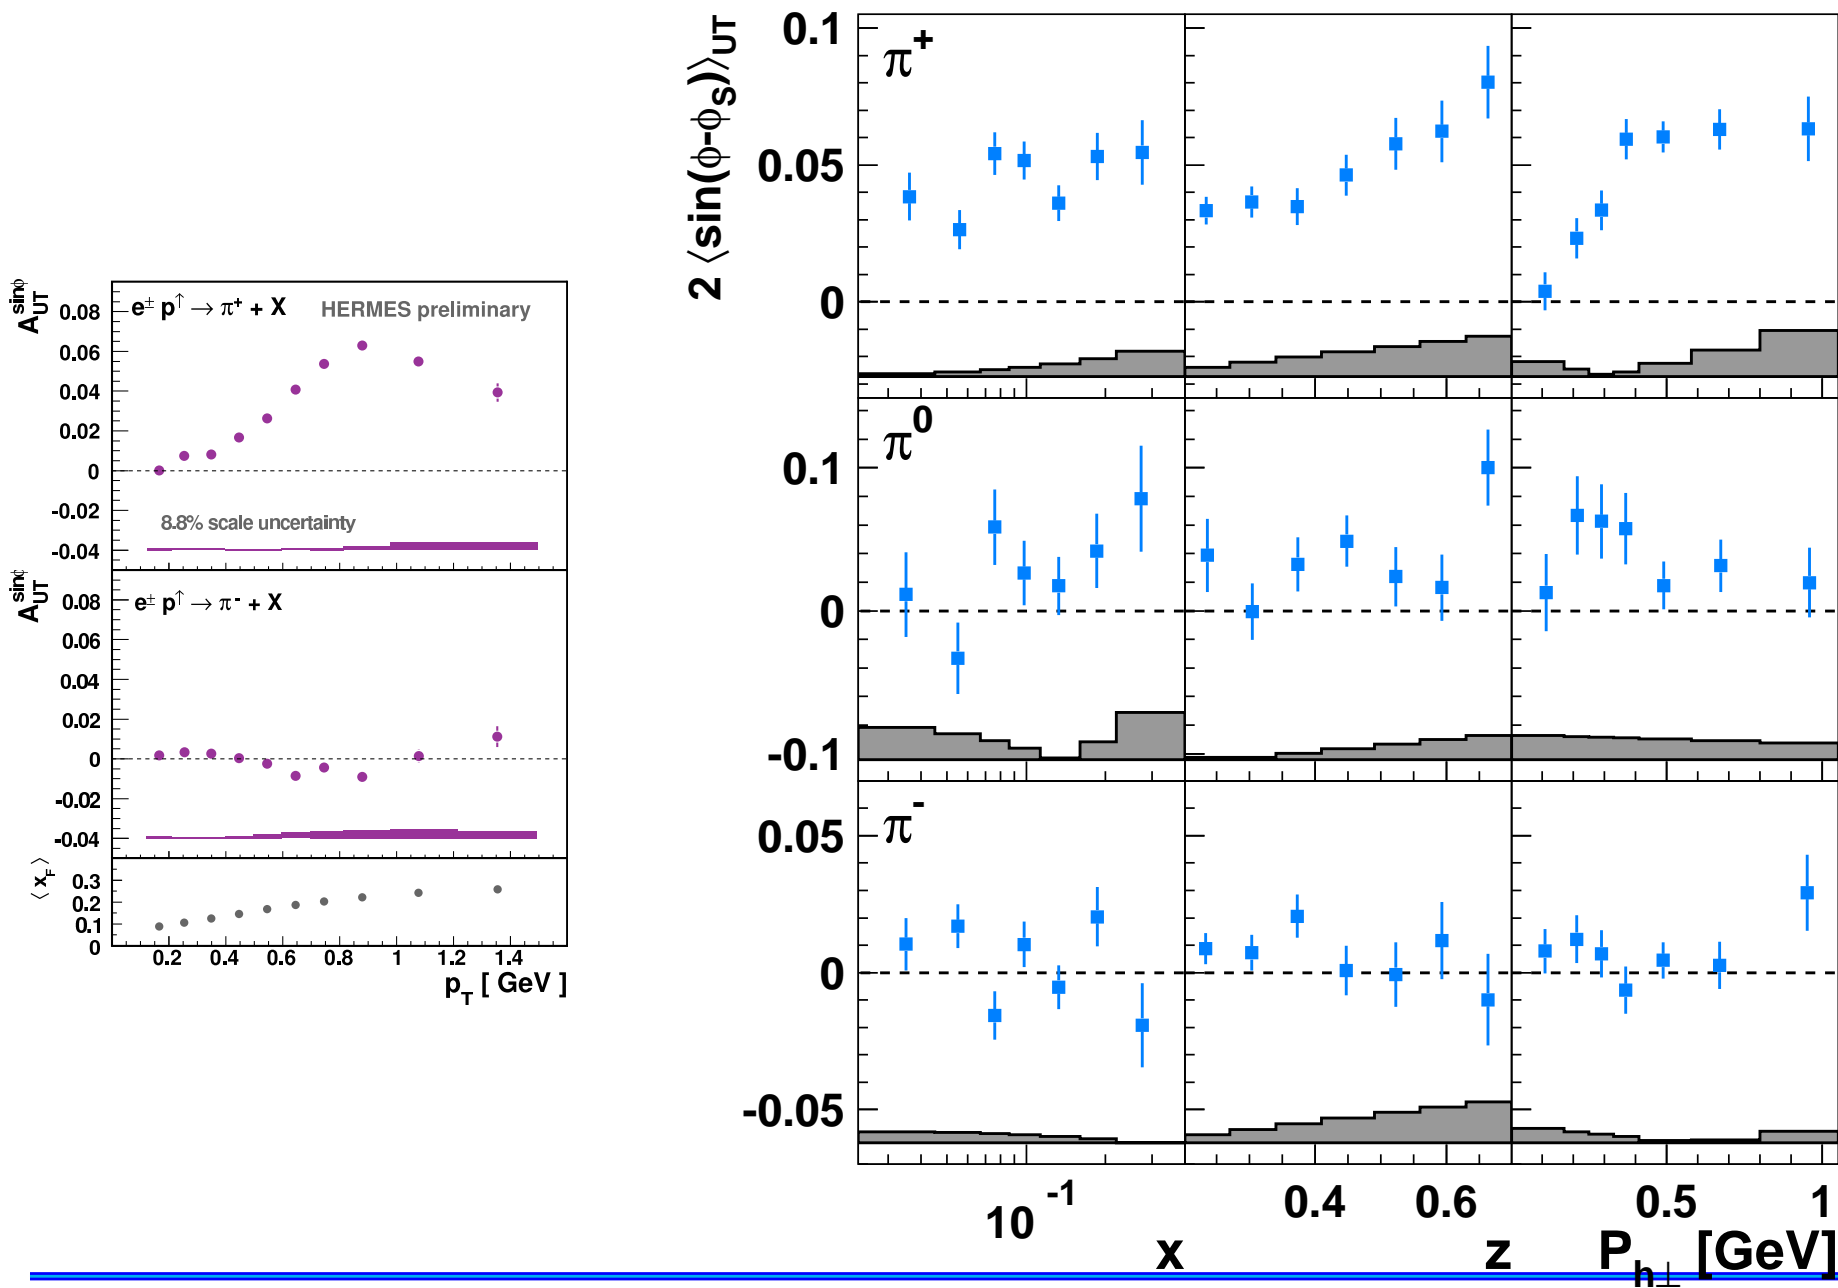 A_UT^sinϕ
e± p↑ → π+ + X HERMES preliminary
0.08
0.06
0.04
0.02
0
-0.02
8.8% scale uncertainty
-0.04
A_UT^sinϕ
e± p↑ → π- + X
0.08
0.06
0.04
0.02
0
-0.02
-0.04
⟨ x_F ⟩
0.3
0.2
0.1
0
0.2 0.4 0.6 0.8 1 1.2 1.4
p_T [ GeV ]
2 ⟨sin(ϕ-ϕ_S)⟩_UT
π+
0.1
0.05
0
π0
0.1
0
-0.1
π-
0.05
0
-0.05
10^-1 0.4 0.6 0.5 1
x z P_h⊥ [GeV]